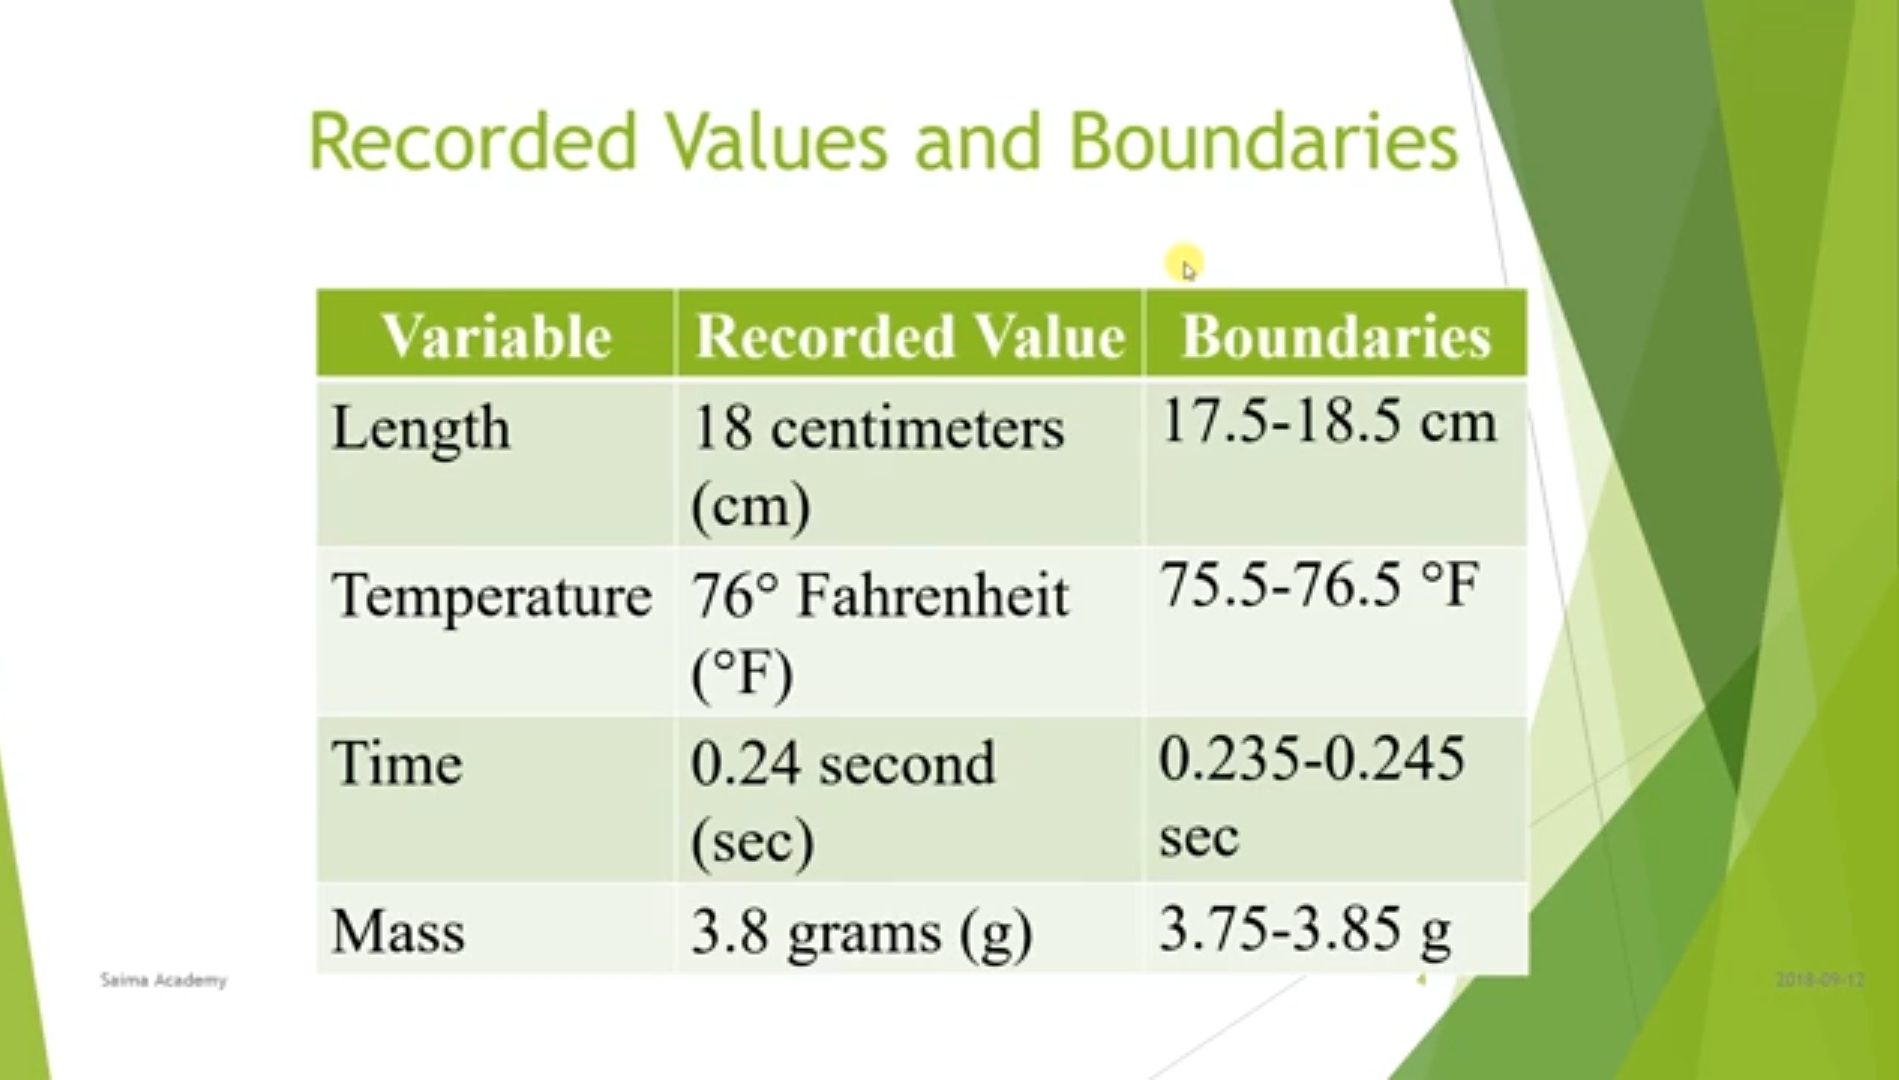 Recorded Values and Boundaries
Variable Recorded Value Boundaries
Length 18 centimeters 17.5-18.5 cm
(cm)
Temperature 76° Fahrenheit 75.5-76.5 °F
(°F)
Time 0.24 second 0.235-0.245
(sec) sec
Mass 3.8 grams (g) 3.75-3.85 g
Saima Academy 4 2018-09-12